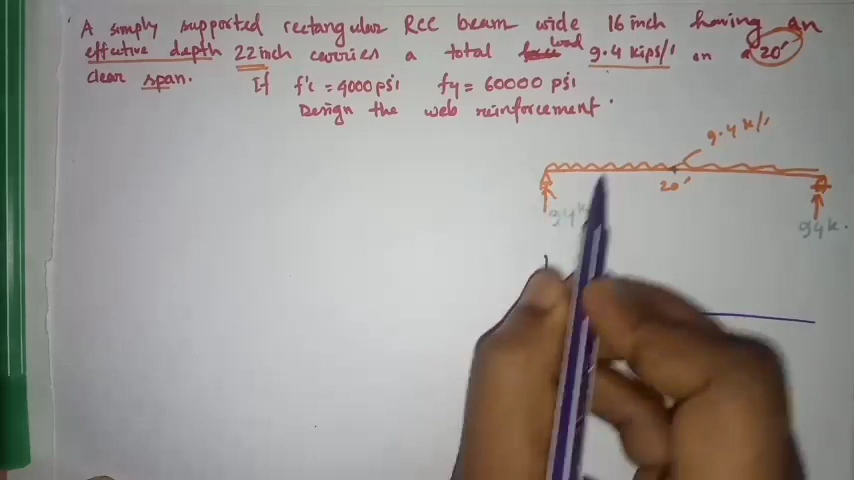 A simply supported rectangular RCC beam wide 16 inch having an
effective depth 22 inch carries a total load 9.4 kips/' on a 20'
clear span. If f'c = 4000 psi fy = 60000 psi
Design the web reinforcement.
9.4 k/'
20'
94k
94k.